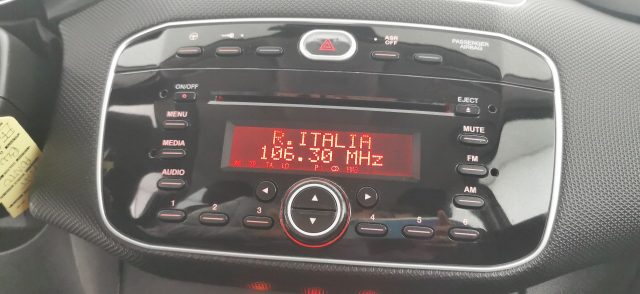 ASR
OFF
PASSENGER
AIRBAG
ON/OFF
MENU
MEDIA
AUDIO
EJECT
MUTE
FM
AM
R.ITALIA
106.30 MHz
1 2 3 4 5 6